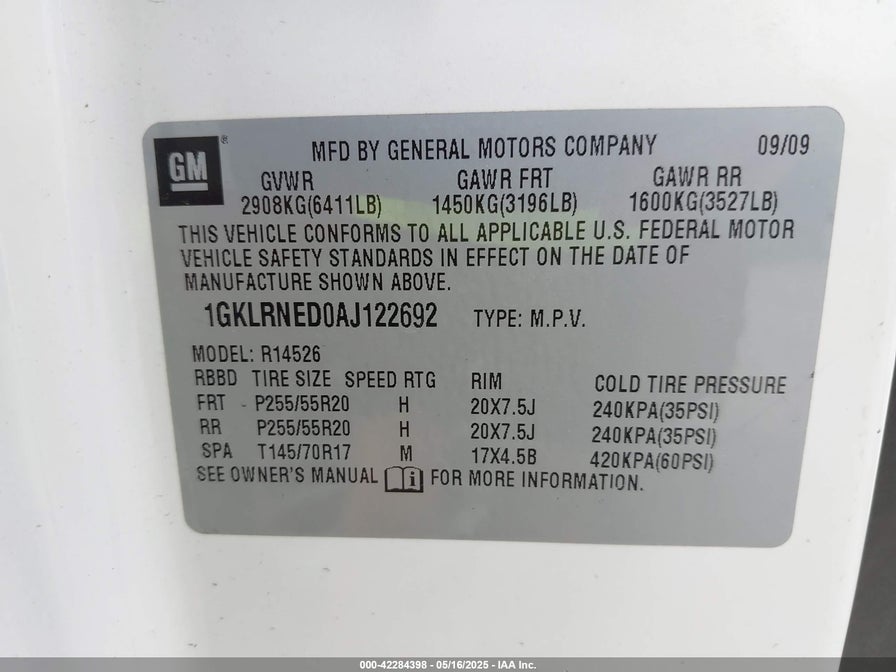 GM ® MFD BY GENERAL MOTORS COMPANY 09/09
GVWR GAWR FRT GAWR RR
2908KG(6411LB) 1450KG(3196LB) 1600KG(3527LB)
THIS VEHICLE CONFORMS TO ALL APPLICABLE U.S. FEDERAL MOTOR
VEHICLE SAFETY STANDARDS IN EFFECT ON THE DATE OF
MANUFACTURE SHOWN ABOVE.
1GKLRNED0AJ122692 TYPE: M.P.V.
MODEL: R14526
RBBD TIRE SIZE SPEED RTG RIM COLD TIRE PRESSURE
FRT - P255/55R20 H 20X7.5J 240KPA(35PSI)
RR P255/55R20 H 20X7.5J 240KPA(35PSI)
SPA T145/70R17 M 17X4.5B 420KPA(60PSI)
SEE OWNER'S MANUAL i FOR MORE INFORMATION.
000-42284398 - 05/16/2025 - IAA Inc.